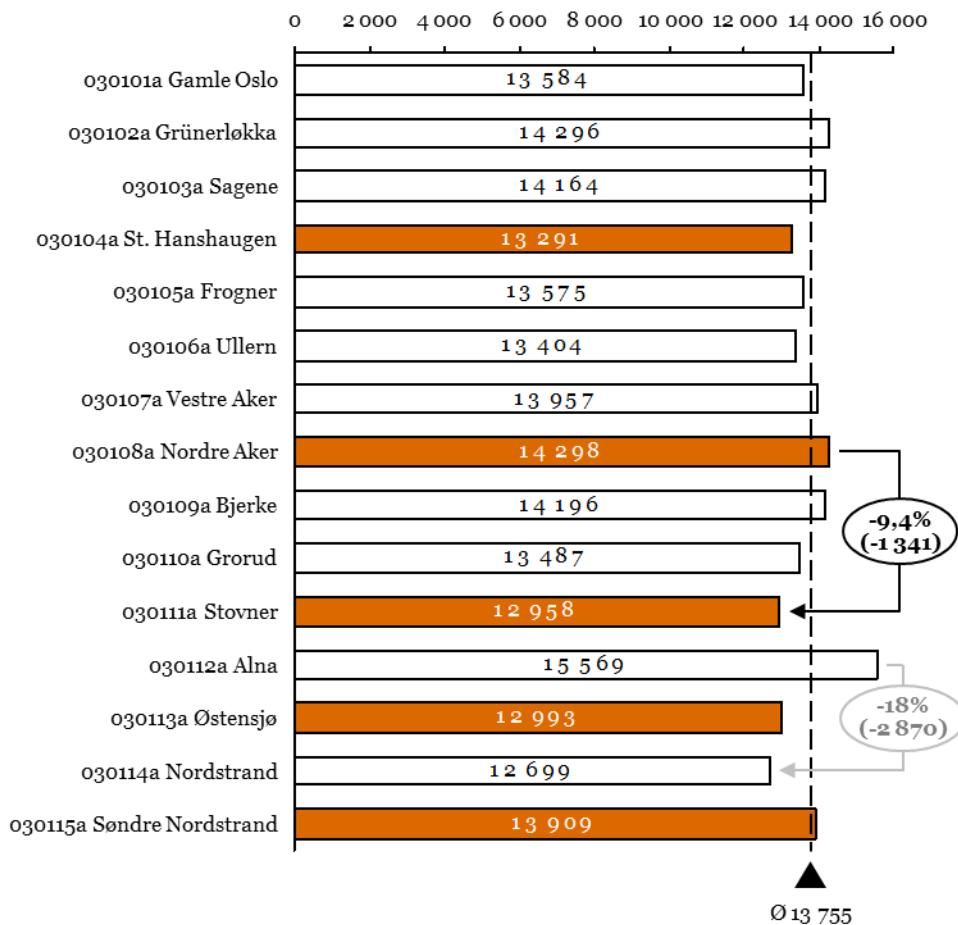 0 2 000 4 000 6 000 8 000 10 000 12 000 14 000 16 000
030101a Gamle Oslo 13 584
030102a Grünerløkka 14 296
030103a Sagene 14 164
030104a St. Hanshaugen 13 291
030105a Frogner 13 575
030106a Ullern 13 404
030107a Vestre Aker 13 957
030108a Nordre Aker 14 298
030109a Bjerke 14 196
-9,4%
(-1 341)
030110a Grorud 13 487
030111a Stovner 12 958
030112a Alna 15 569
-18%
(-2 870)
030113a Østensjø 12 993
030114a Nordstrand 12 699
030115a Søndre Nordstrand 13 909
Ø 13 755